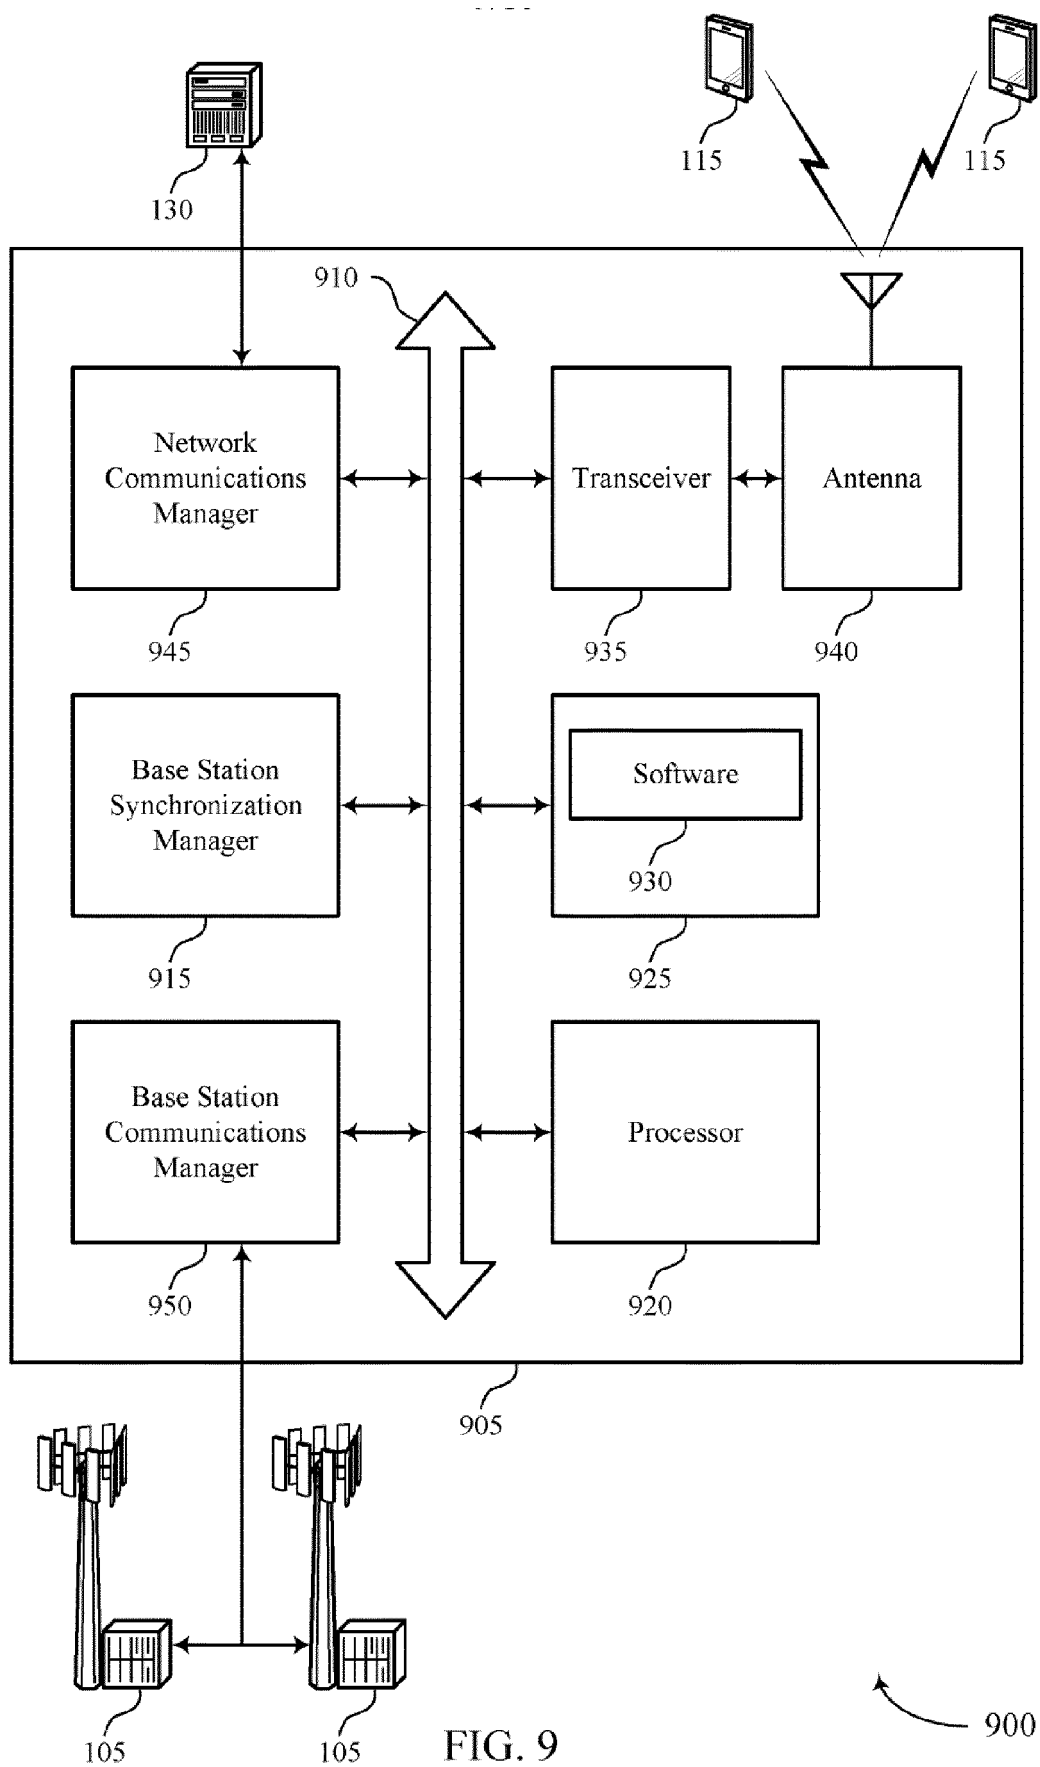 115
115
130
910
Network
Communications
Manager
Transceiver
Antenna
945
935
940
Base Station
Synchronization
Manager
Software
930
915
925
Base Station
Communications
Manager
Processor
950
920
905
105
105
FIG. 9
900